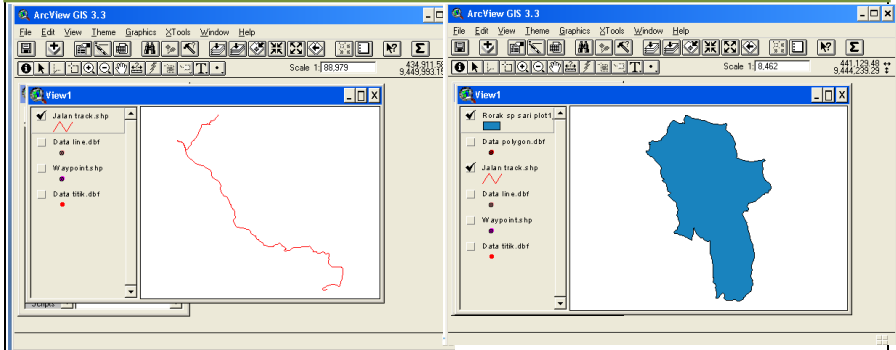 ArcView GIS 3.3
File Edit View Theme Graphics XTools Window Help
Scale 1: 88,979
434,911.58
9,449,993.19
View1
Jalan track.shp
Data line.dbf
Waypoint.shp
Data titik.dbf
Scripts
ArcView GIS 3.3
File Edit View Theme Graphics XTools Window Help
Scale 1: 8,462
441,129.48
9,444,239.29
View1
Rorak sp sari plot1
Data polygon.dbf
Jalan track.shp
Data line.dbf
Waypoint.shp
Data titik.dbf